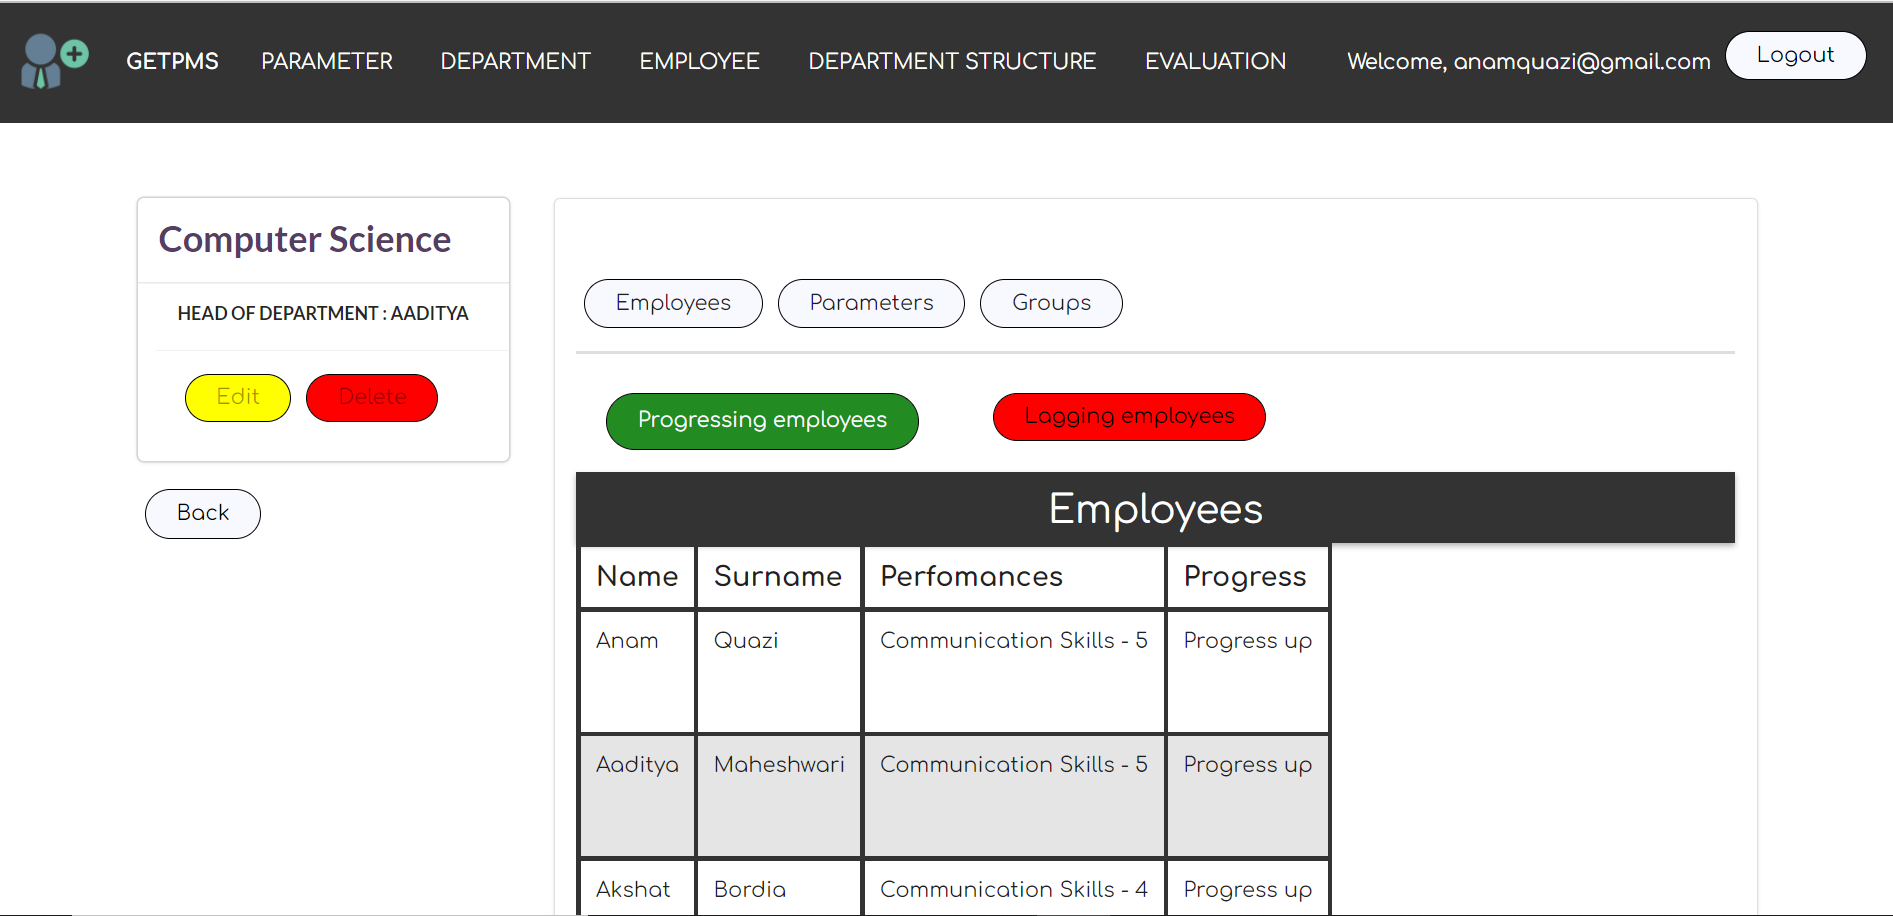 GETPMS PARAMETER DEPARTMENT EMPLOYEE DEPARTMENT STRUCTURE EVALUATION Welcome, anamquazi@gmail.com Logout
Computer Science
HEAD OF DEPARTMENT : AADITYA
Edit Delete
Back
Employees Parameters Groups
Progressing employees Lagging employees
Employees
Name Surname Perfomances Progress
Anam Quazi Communication Skills - 5 Progress up
Aaditya Maheshwari Communication Skills - 5 Progress up
Akshat Bordia Communication Skills - 4 Progress up